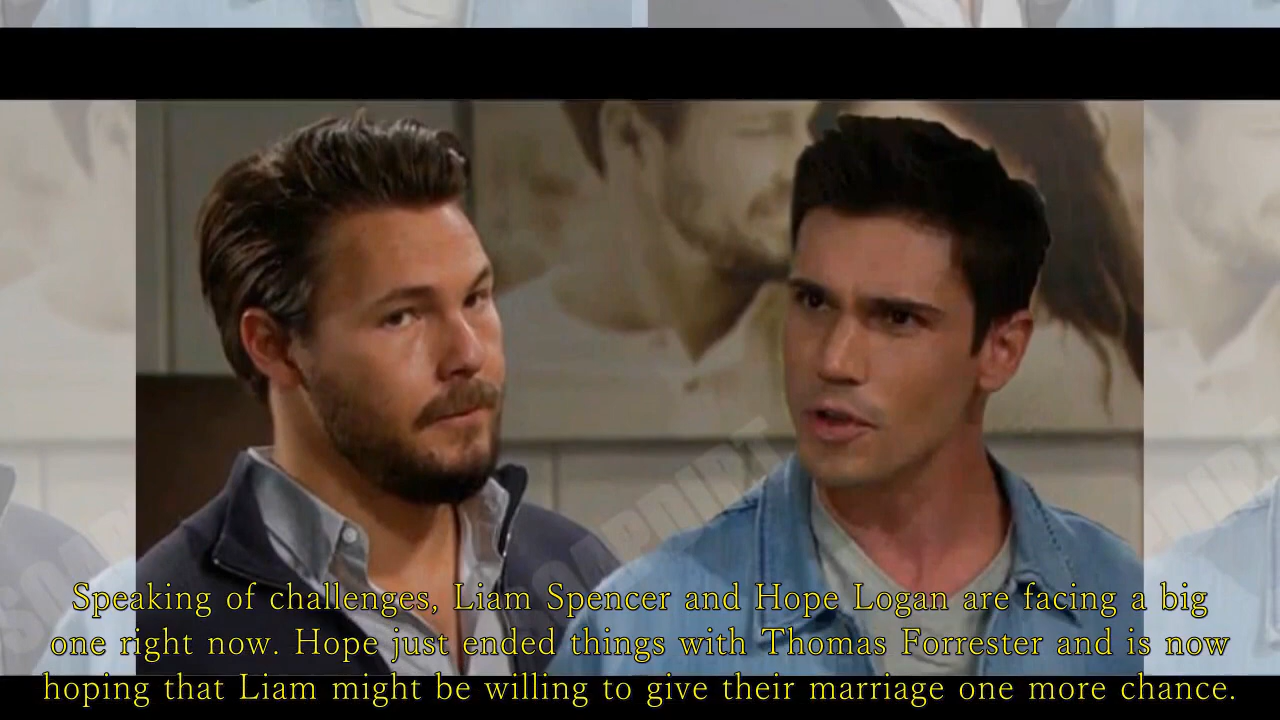 Speaking of challenges, Liam Spencer and Hope Logan are facing a big
one right now. Hope just ended things with Thomas Forrester and is now
hoping that Liam might be willing to give their marriage one more chance.